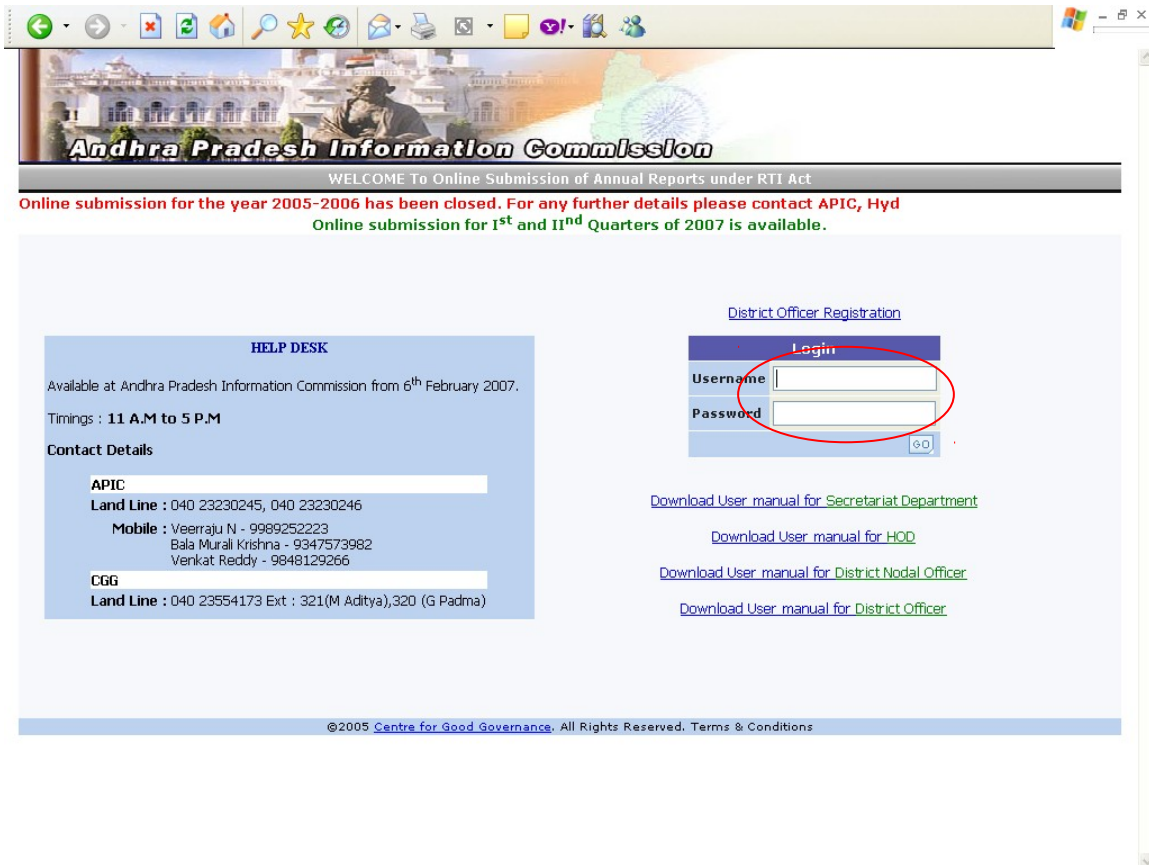 Andhra Pradesh Information Commission
WELCOME To Online Submission of Annual Reports under RTI Act
Online submission for the year 2005-2006 has been closed. For any further details please contact APIC, Hyd
Online submission for Ist and IInd Quarters of 2007 is available.
District Officer Registration
HELP DESK
Available at Andhra Pradesh Information Commission from 6th February 2007.
Timings : 11 A.M to 5 P.M
Contact Details
APIC
Land Line : 040 23230245, 040 23230246
Mobile : Veerraju N - 9989252223
Bala Murali Krishna - 9347573982
Venkat Reddy - 9848129266
CGG
Land Line : 040 23554173 Ext : 321(M Aditya),320 (G Padma)
Login
Username
Password
GO
Download User manual for Secretariat Department
Download User manual for HOD
Download User manual for District Nodal Officer
Download User manual for District Officer
©2005 Centre for Good Governance. All Rights Reserved. Terms & Conditions